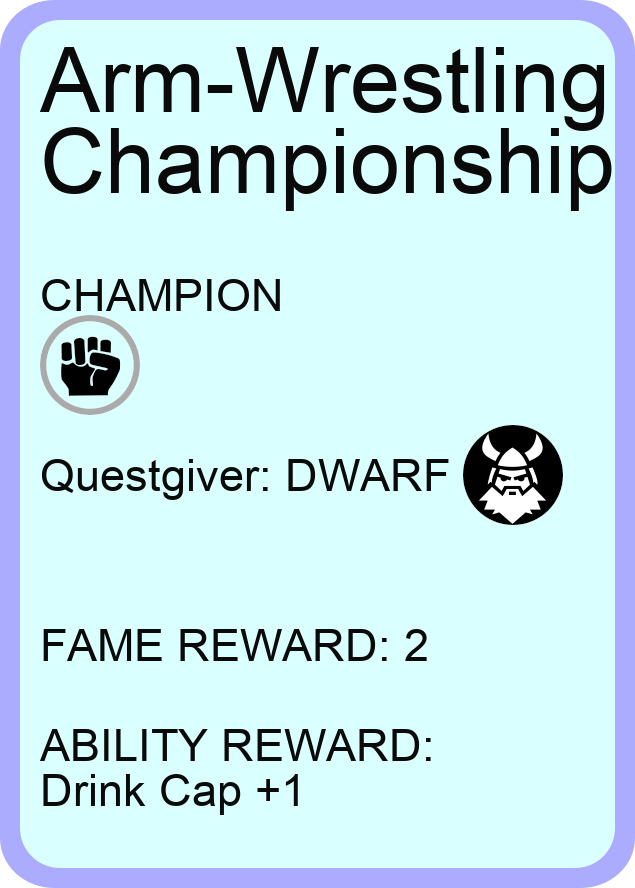 Arm-Wrestling
Championship
CHAMPION
Questgiver: DWARF
FAME REWARD: 2
ABILITY REWARD:
Drink Cap +1